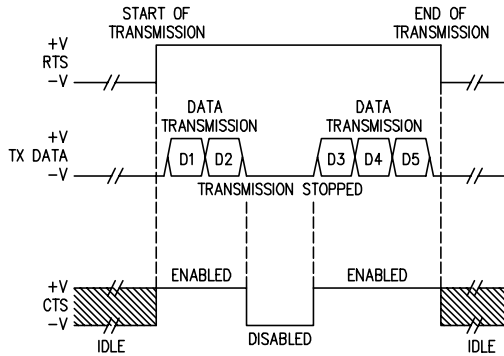 START OF
TRANSMISSION
END OF
TRANSMISSION
+V
RTS
-V
DATA
TRANSMISSION
DATA
TRANSMISSION
+V
TX DATA
-V
D1 D2 D3 D4 D5
TRANSMISSION STOPPED
ENABLED ENABLED
+V
CTS
-V
DISABLED
IDLE IDLE